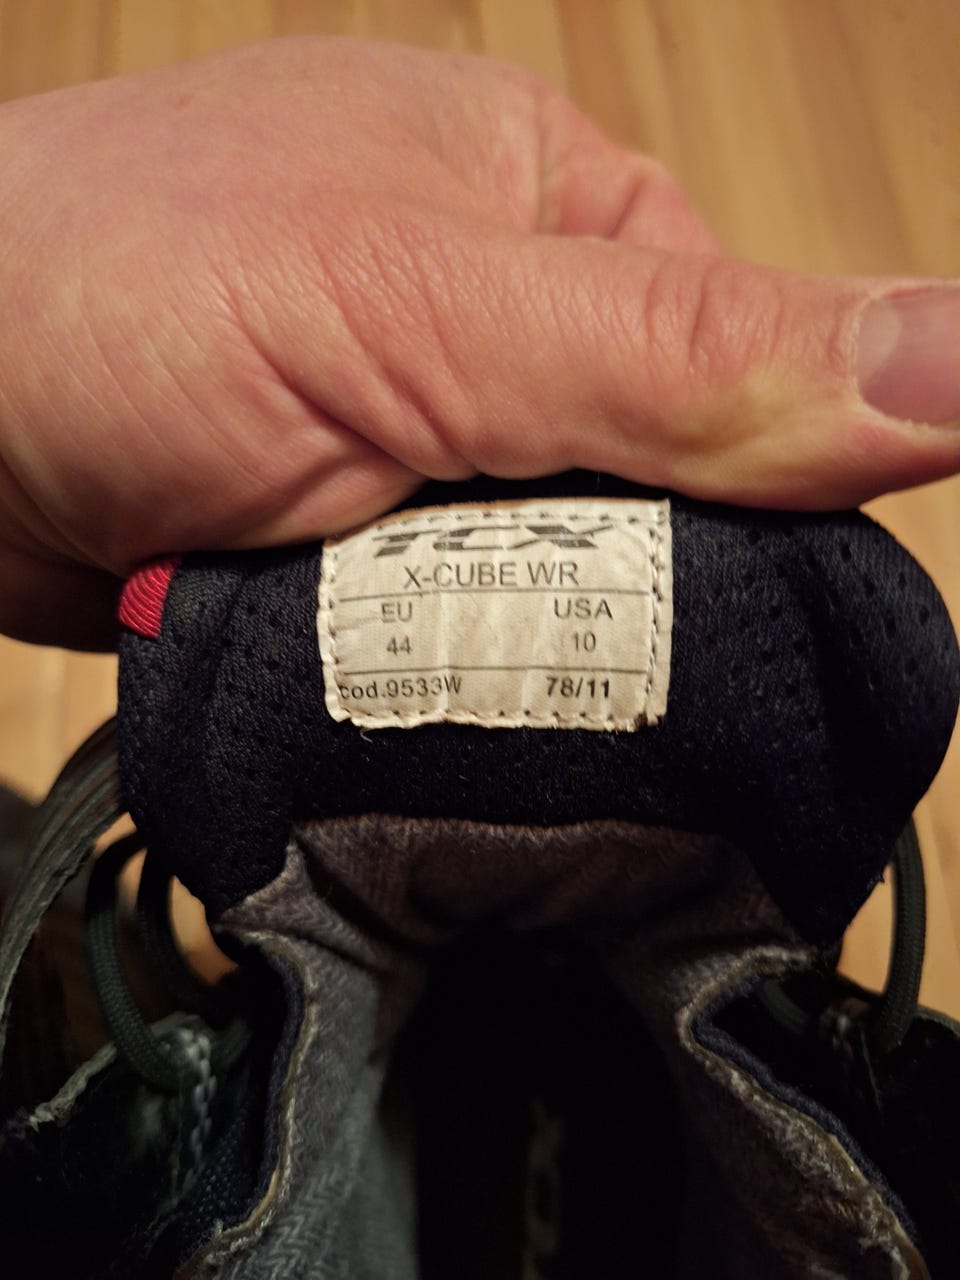 TCX
X-CUBE WR
EU USA
44 10
cod.9533W 78/11